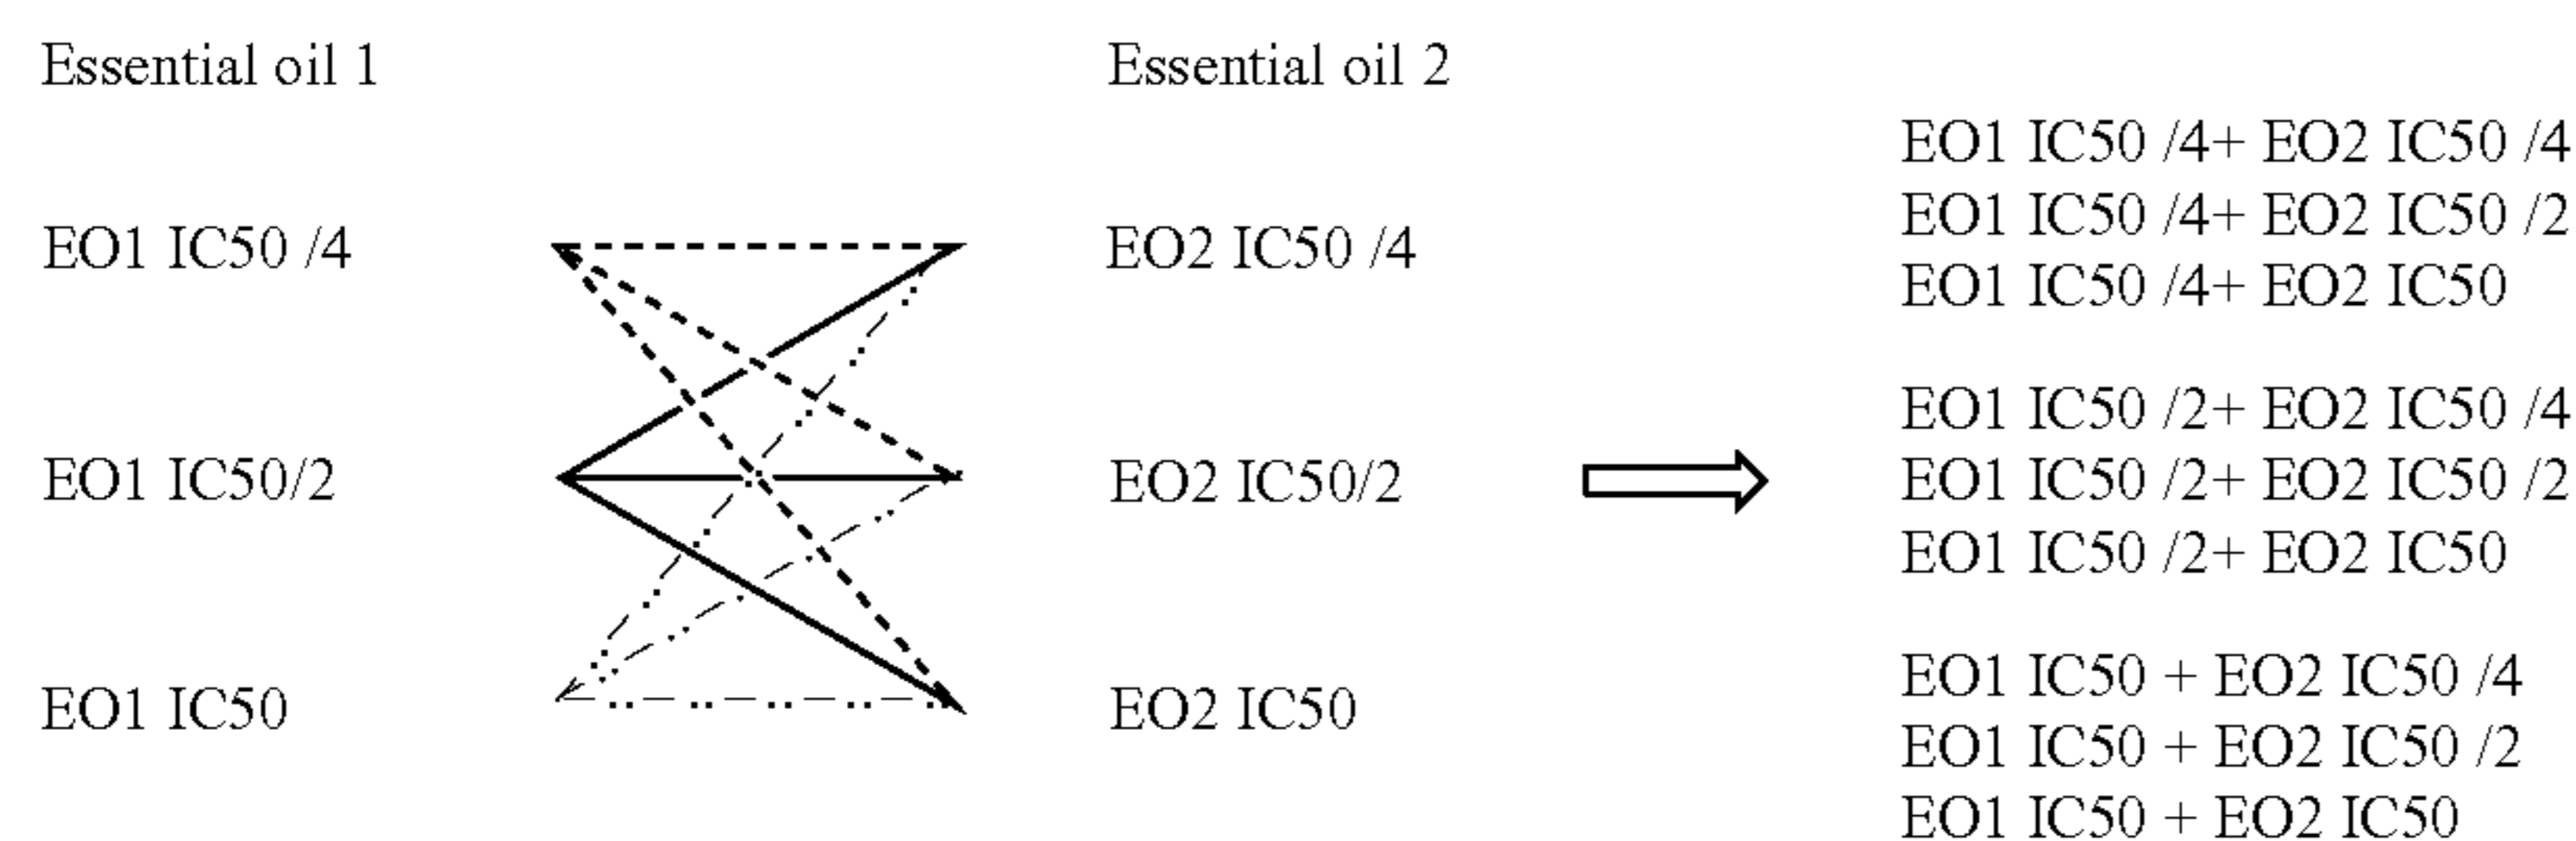 Essential oil 1
Essential oil 2
EO1 IC50 /4
EO1 IC50/2
EO1 IC50
EO2 IC50 /4
EO2 IC50/2
EO2 IC50
EO1 IC50 /4+ EO2 IC50 /4
EO1 IC50 /4+ EO2 IC50 /2
EO1 IC50 /4+ EO2 IC50
EO1 IC50 /2+ EO2 IC50 /4
EO1 IC50 /2+ EO2 IC50 /2
EO1 IC50 /2+ EO2 IC50
EO1 IC50 + EO2 IC50 /4
EO1 IC50 + EO2 IC50 /2
EO1 IC50 + EO2 IC50